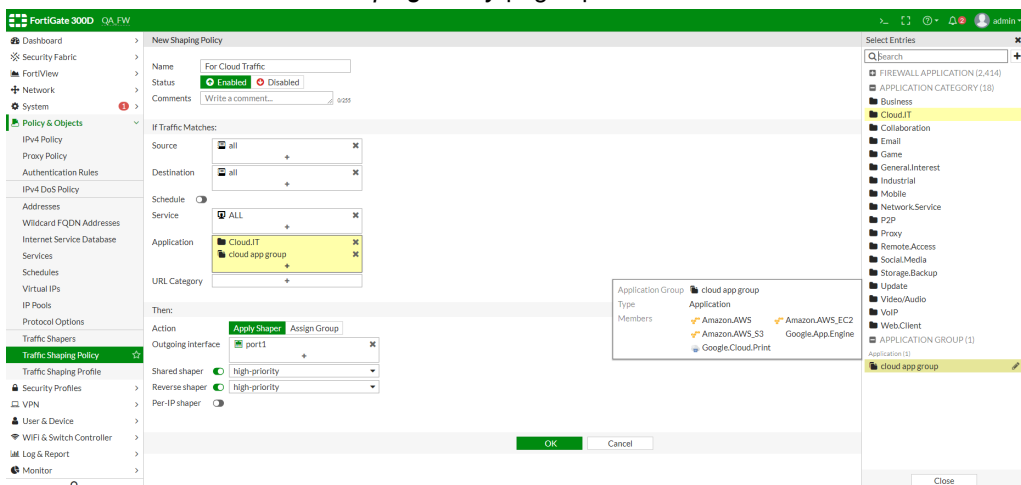 FortiGate 300D QA_FW
>_
2
admin
Dashboard
Security Fabric
FortiView
Network
System 1
Policy & Objects
IPv4 Policy
Proxy Policy
Authentication Rules
IPv4 DoS Policy
Addresses
Wildcard FQDN Addresses
Internet Service Database
Services
Schedules
Virtual IPs
IP Pools
Protocol Options
Traffic Shapers
Traffic Shaping Policy
Traffic Shaping Profile
Security Profiles
VPN
User & Device
WiFi & Switch Controller
Log & Report
Monitor
New Shaping Policy
Name For Cloud Traffic
Status Enabled Disabled
Comments Write a comment... 0/255
If Traffic Matches:
Source all
+
Destination all
+
Schedule
Service ALL
+
Application Cloud.IT
cloud app group
+
URL Category +
Then:
Action Apply Shaper Assign Group
Outgoing interface port1
+
Shared shaper high-priority
Reverse shaper high-priority
Per-IP shaper
OK Cancel
Application Group cloud app group
Type Application
Members Amazon.AWS Amazon.AWS_EC2
Amazon.AWS_S3 Google.App.Engine
Google.Cloud.Print
Select Entries
Search
+
FIREWALL APPLICATION (2,414)
APPLICATION CATEGORY (18)
Business
Cloud.IT
Collaboration
Email
Game
General.Interest
Industrial
Mobile
Network.Service
P2P
Proxy
Remote.Access
Social.Media
Storage.Backup
Update
Video/Audio
VoIP
Web.Client
APPLICATION GROUP (1)
Application (1)
cloud app group
Close